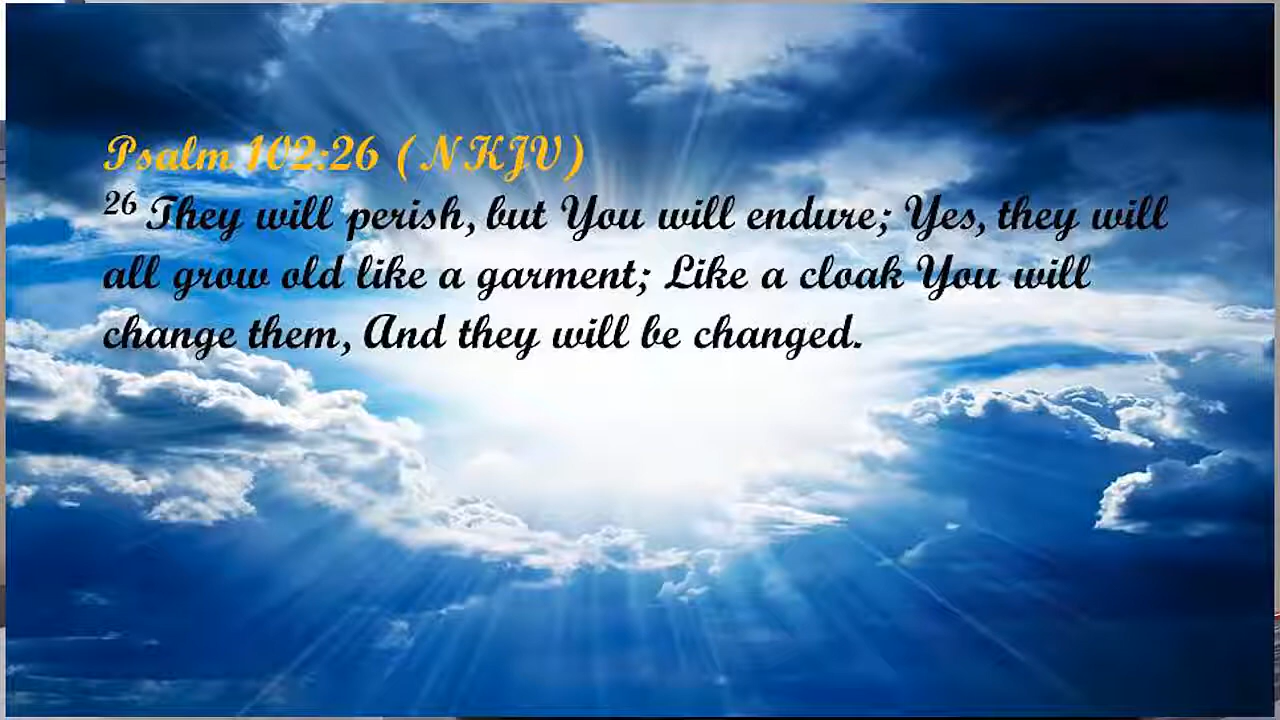 Psalm 102:26 (NKJV)
26 They will perish, but You will endure; Yes, they will
all grow old like a garment; Like a cloak You will
change them, And they will be changed.